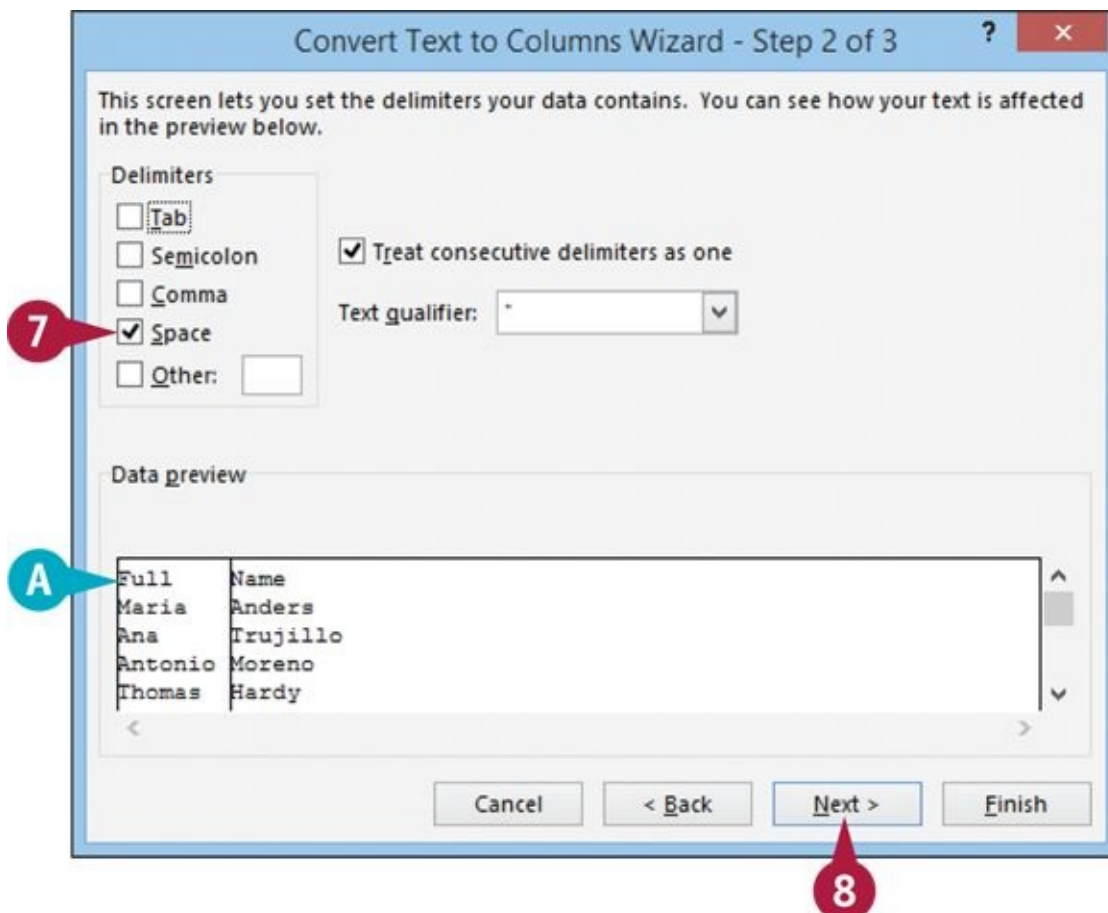 Convert Text to Columns Wizard - Step 2 of 3 ? ×
This screen lets you set the delimiters your data contains. You can see how your text is affected
in the preview below.
Delimiters
Tab
Semicolon
Treat consecutive delimiters as one
Comma
Text qualifier: "
7
Space
Other:
Data preview
A
Full Name
Maria Anders
Ana Trujillo
Antonio Moreno
Thomas Hardy
Cancel < Back Next > Finish
8